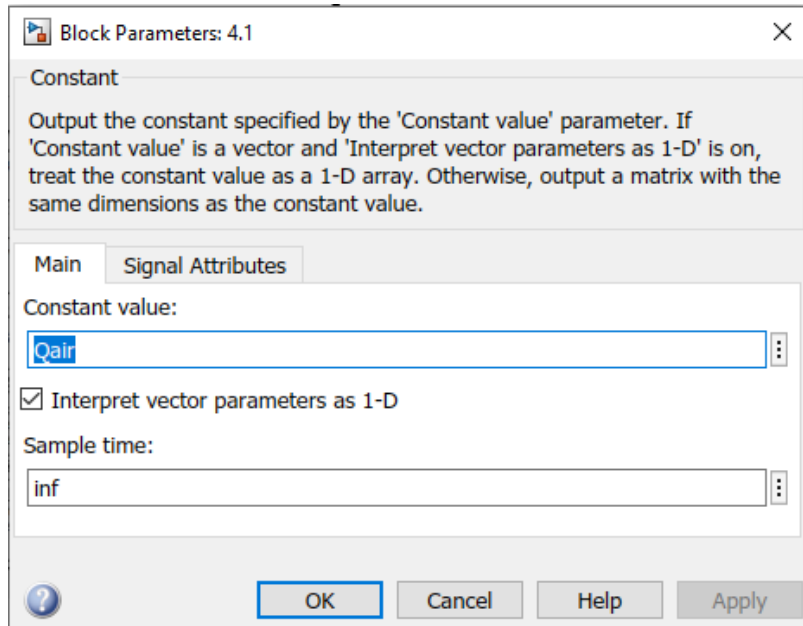 Block Parameters: 4.1
Constant
Output the constant specified by the 'Constant value' parameter. If
'Constant value' is a vector and 'Interpret vector parameters as 1-D' is on,
treat the constant value as a 1-D array. Otherwise, output a matrix with the
same dimensions as the constant value.
Main Signal Attributes
Constant value:
Qair
Interpret vector parameters as 1-D
Sample time:
inf
OK Cancel Help Apply